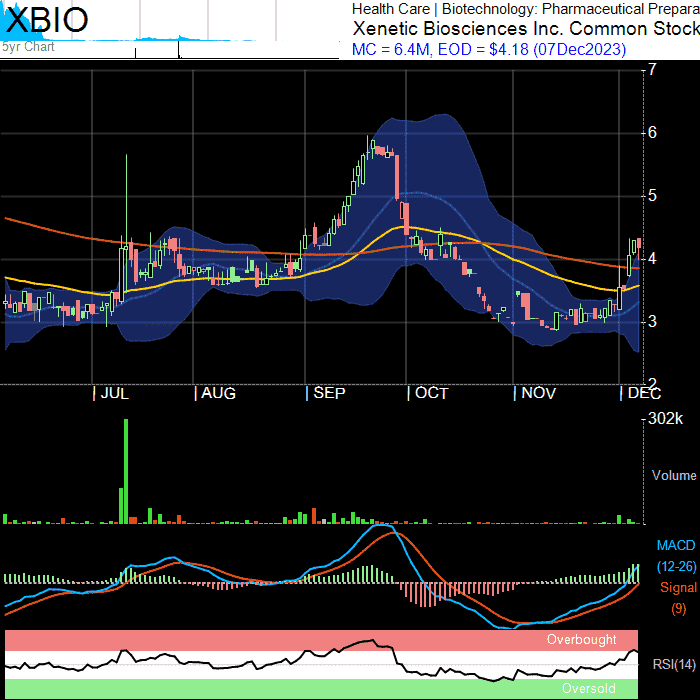 XBIO
5yr Chart
Health Care | Biotechnology: Pharmaceutical Prepara
Xenetic Biosciences Inc. Common Stock
MC = 6.4M, EOD = $4.18 (07Dec2023)
7
6
5
4
3
2
JUL AUG SEP OCT NOV DEC
302k
Volume
MACD
(12-26)
Signal
(9)
Overbought
RSI(14)
Oversold